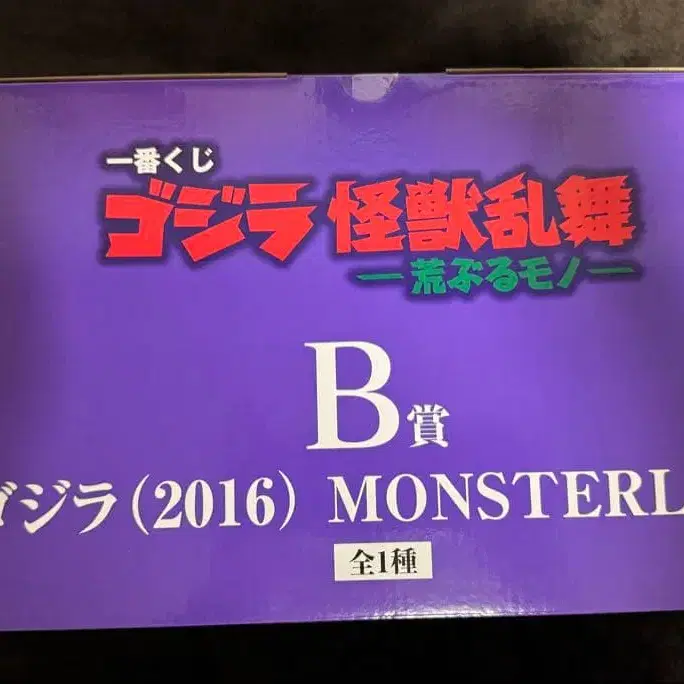 一番くじ
ゴジラ 怪獣乱舞
―荒ぶるモノ―
B賞
ゴジラ(2016) MONSTERL
全1種